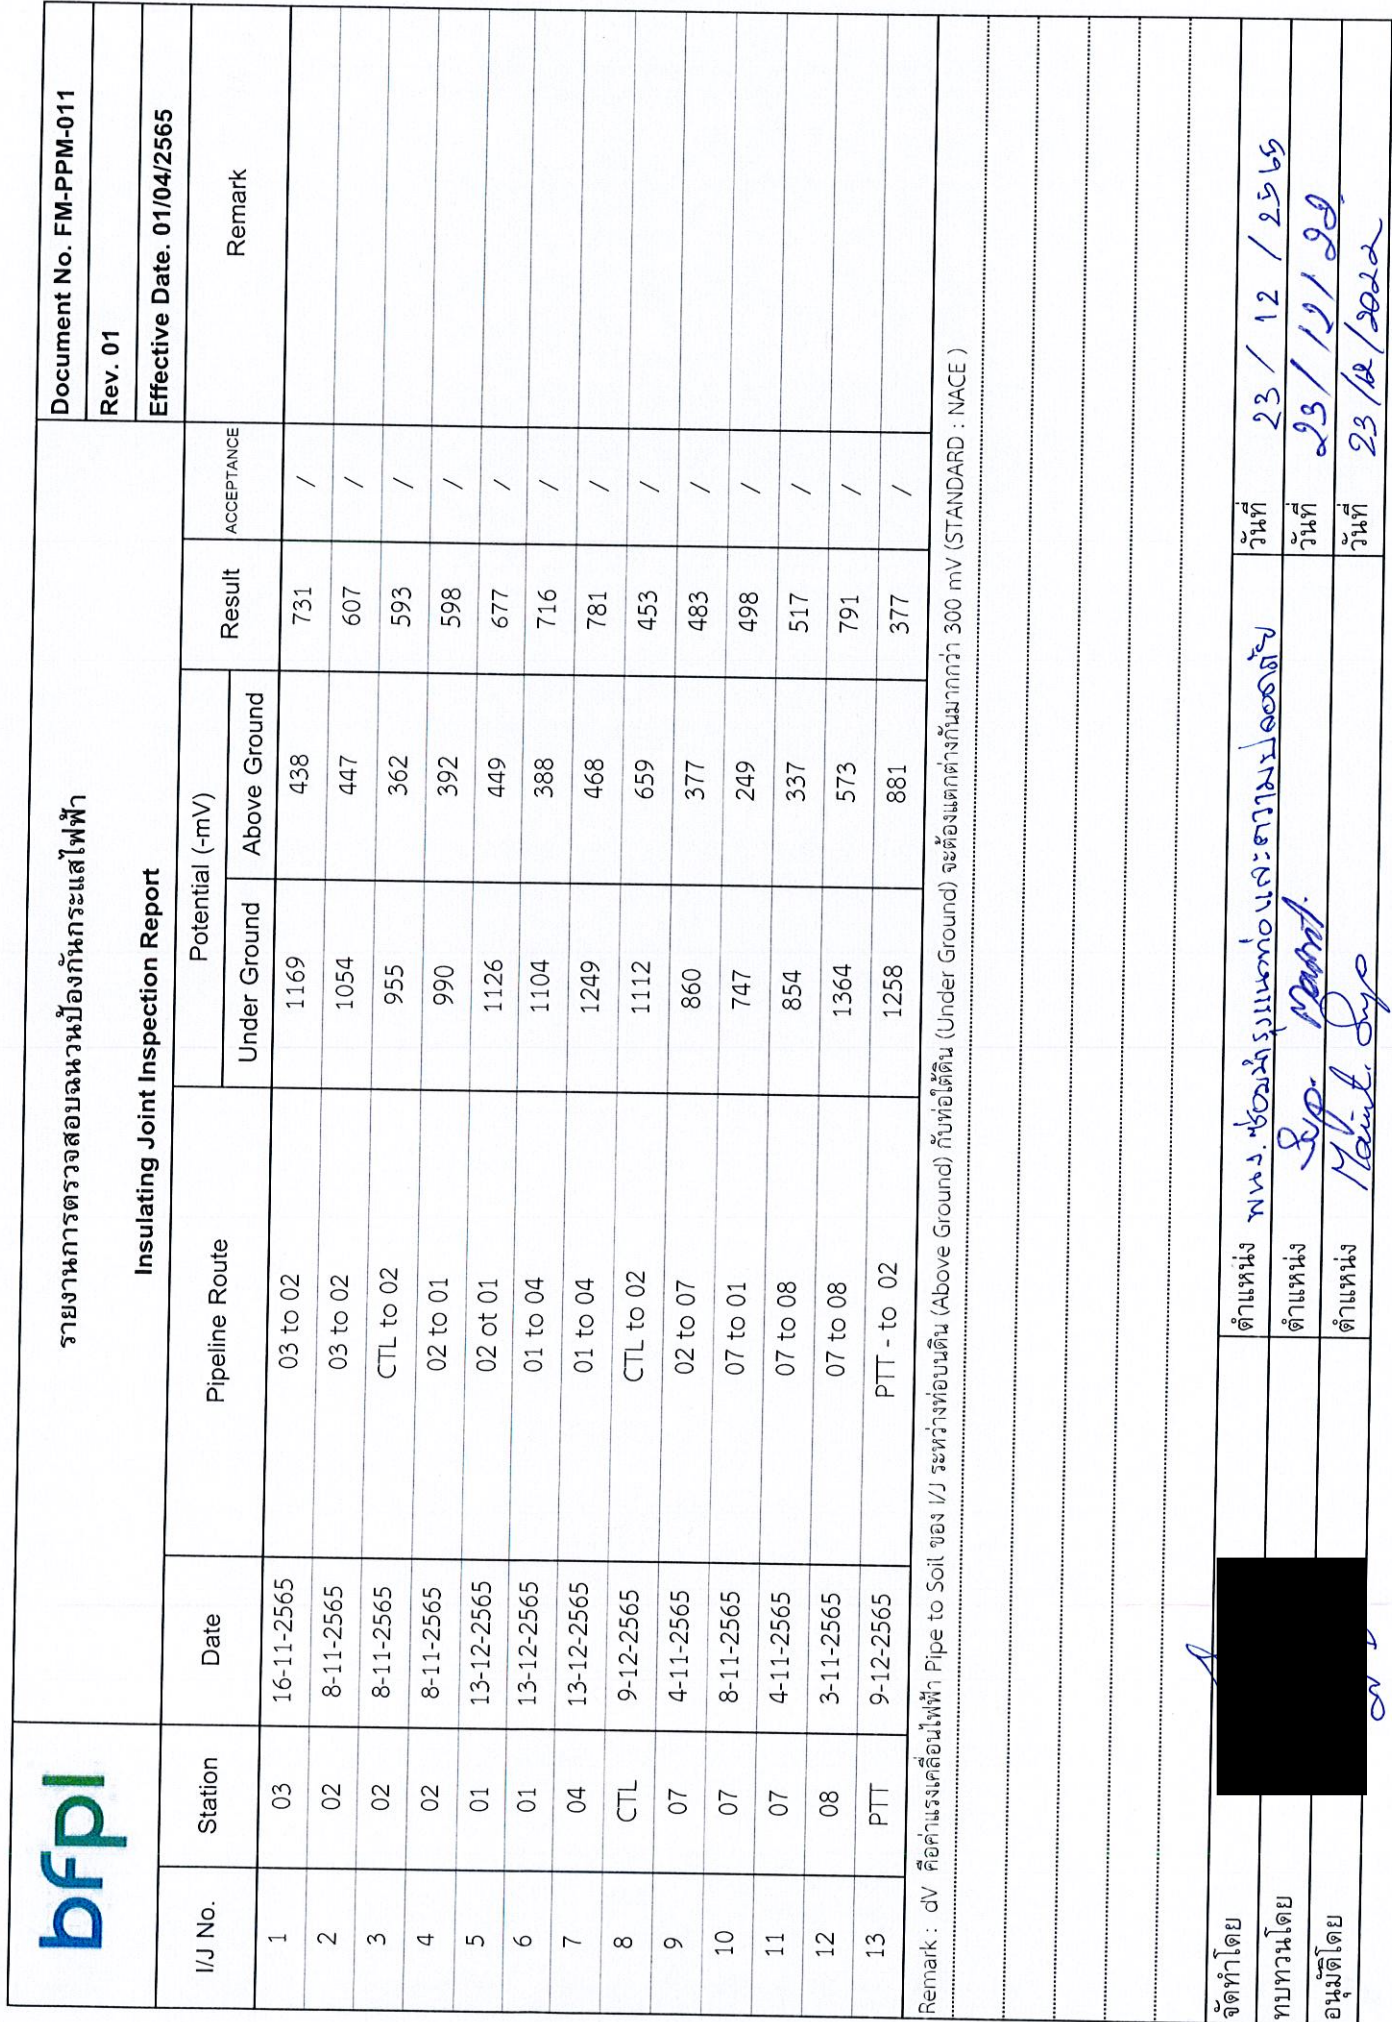 bfpl
รายงานการตรวจสอบฉนวนป้องกันกระแสไฟฟ้า
Insulating Joint Inspection Report
Document No. FM-PPM-011
Rev. 01
Effective Date. 01/04/2565
I/J No. Station Date Pipeline Route Potential (-mV) Result ACCEPTANCE Remark
Under Ground Above Ground
1 03 16-11-2565 03 to 02 1169 438 731 /
2 02 8-11-2565 03 to 02 1054 447 607 /
3 02 8-11-2565 CTL to 02 955 362 593 /
4 02 8-11-2565 02 to 01 990 392 598 /
5 01 13-12-2565 02 ot 01 1126 449 677 /
6 01 13-12-2565 01 to 04 1104 388 716 /
7 04 13-12-2565 01 to 04 1249 468 781 /
8 CTL 9-12-2565 CTL to 02 1112 659 453 /
9 07 4-11-2565 02 to 07 860 377 483 /
10 07 8-11-2565 07 to 01 747 249 498 /
11 07 4-11-2565 07 to 08 854 337 517 /
12 08 3-11-2565 07 to 08 1364 573 791 /
13 PTT 9-12-2565 PTT - to 02 1258 881 377 /
Remark : dV คือค่าแรงเคลื่อนไฟฟ้า Pipe to Soil ของ I/J ระหว่างท่อบนดิน (Above Ground) กับท่อใต้ดิน (Under Ground) จะต้องแตกต่างกันมากกว่า 300 mV (STANDARD : NACE )
จัดทำโดย ตำแหน่ง พนง. ซ่อมบำรุงแนวท่อและความปลอดภัย วันที่ 23 / 12 / 2565
ทบทวนโดย ตำแหน่ง Sup. Maint. วันที่ 23 / 12 / 22
อนุมัติโดย ตำแหน่ง Maint. วันที่ 23/12/2022